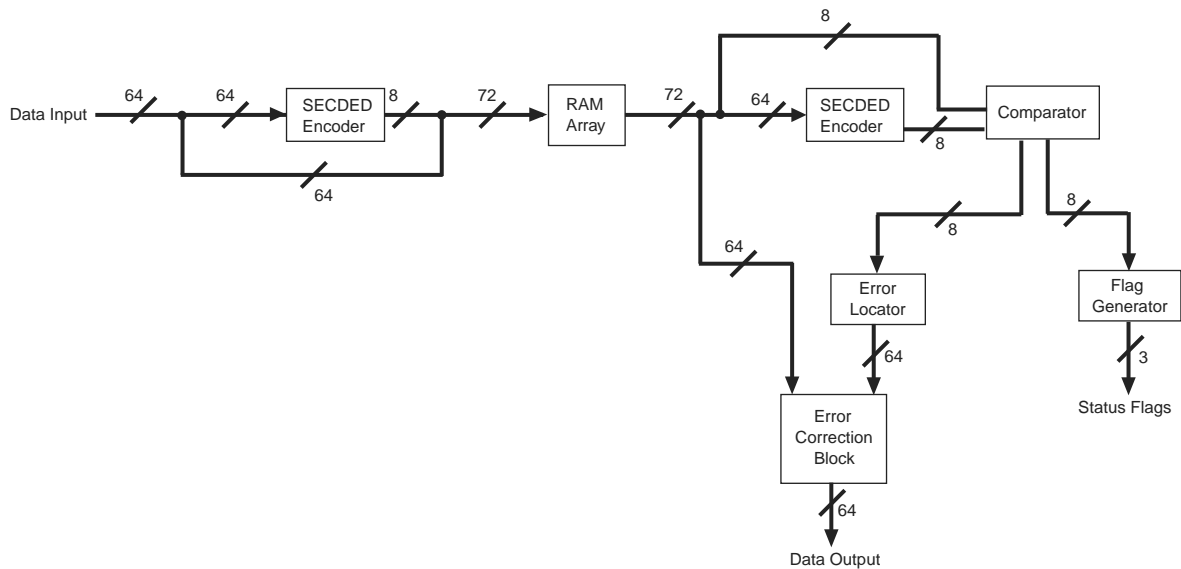 8
64
64
8
72
72
64
Data Input
SECDED
Encoder
RAM
Array
SECDED
Encoder
Comparator
8
64
8
8
64
Error
Locator
Flag
Generator
64
3
Status Flags
Error
Correction
Block
64
Data Output